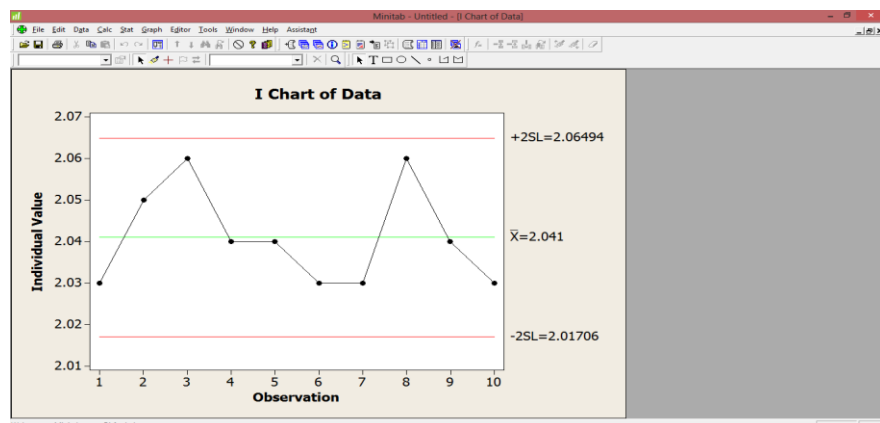 Minitab - Untitled - [I Chart of Data]
File Edit Data Calc Stat Graph Editor Tools Window Help Assistant
I Chart of Data
2.07
2.06
2.05
2.04
2.03
2.02
2.01
Individual Value
+2SL=2.06494
X̄=2.041
-2SL=2.01706
1 2 3 4 5 6 7 8 9 10
Observation